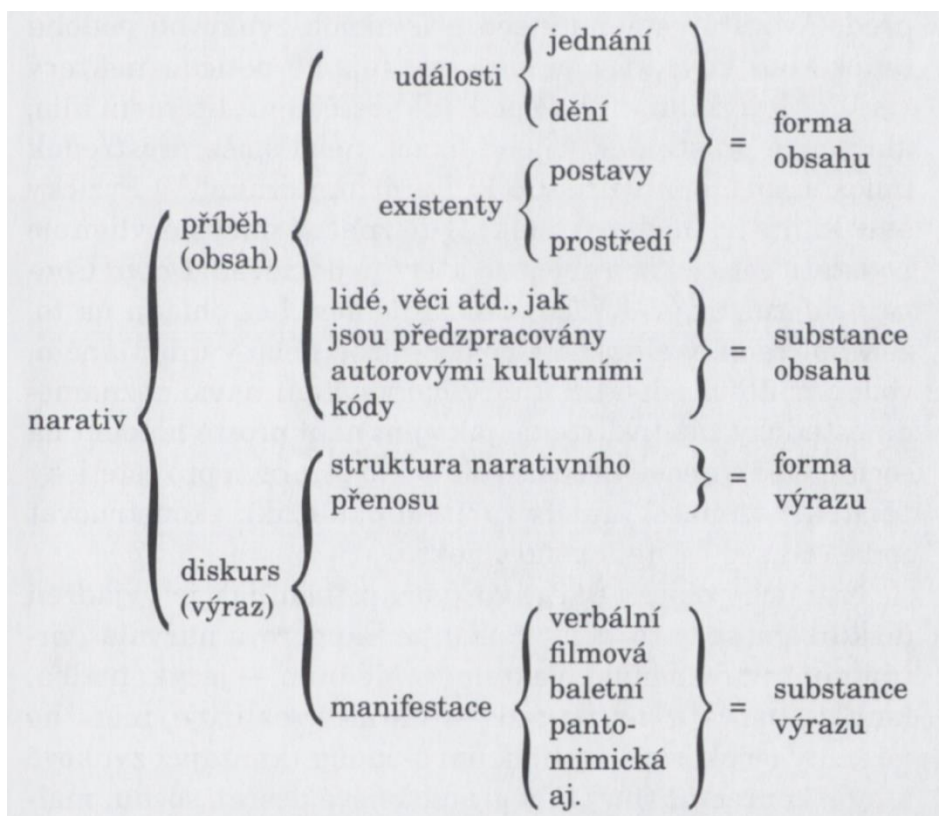 jednání
události
dění
= forma
obsahu
postavy
existenty
příběh
(obsah)
prostředí
lidé, věci atd., jak
jsou předzpracovány
autorovými kulturními
kódy
= substance
obsahu
narativ
struktura narativního
přenosu
= forma
výrazu
diskurs
(výraz)
verbální
filmová
baletní
manifestace
panto-
mimická
aj.
= substance
výrazu